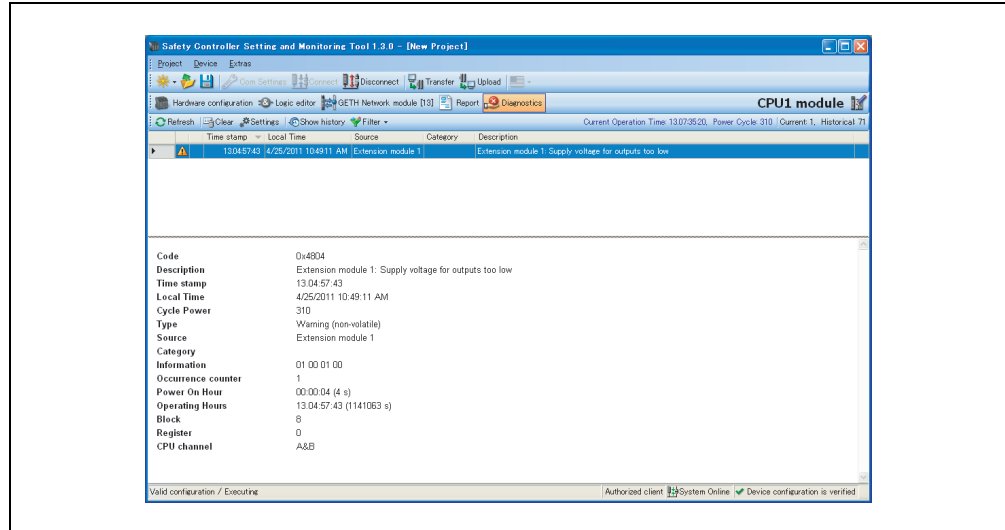 Safety Controller Setting and Monitoring Tool 1.3.0 - [New Project]
Project Device Extras
Com Settings Connect Disconnect Transfer Upload
Hardware configuration Logic editor GETH Network module [13] Report Diagnostics CPU1 module
Refresh Clear Settings Show history Filter Current Operation Time: 13.07:35:20, Power Cycle: 310 Current: 1, Historical: 71
Time stamp Local Time Source Category Description
13.04:57:43 4/25/2011 10:49:11 AM Extension module 1 Extension module 1: Supply voltage for outputs too low
Code 0x4804
Description Extension module 1: Supply voltage for outputs too low
Time stamp 13.04:57:43
Local Time 4/25/2011 10:49:11 AM
Cycle Power 310
Type Warning (non-volatile)
Source Extension module 1
Category
Information 01 00 01 00
Occurrence counter 1
Power On Hour 00:00:04 (4 s)
Operating Hours 13.04:57:43 (1141063 s)
Block 8
Register 0
CPU channel A&B
Valid configuration / Executing Authorized client System Online Device configuration is verified